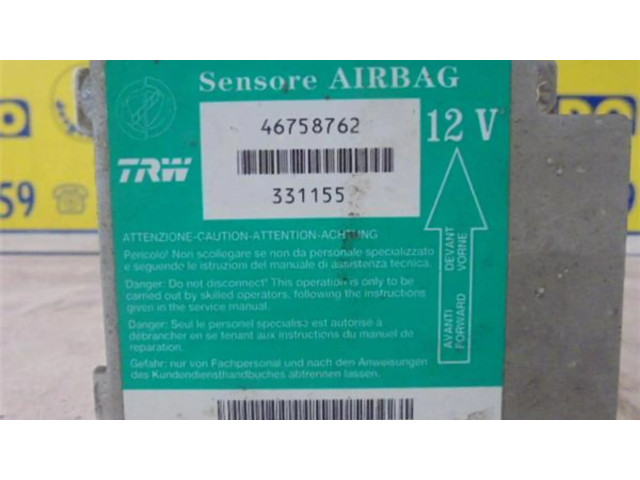 Sensore AIRBAG
46758762
12 V
TRW
331155
ATTENZIONE-CAUTION-ATTENTION-ACHTUNG
Pericolo! Non scollegare se non da personale specializzato
e seguendo le istruzioni del manuale di assistenza tecnica.
Danger: Do not disconnect! This operation is only to be
carried out by skilled operators, following the instructions
given in the service manual.
Danger: Seul le personel specialisa est autorisé à
débrancher en se tenant aux instructions du manuel de
reparation.
Gefahr: nur von Fachpersonal und nach den Anweisungen
des Kundendiensthandbuches abtrennen lassen.
AVANTI DEVANT
FORWARD VORNE
59
59